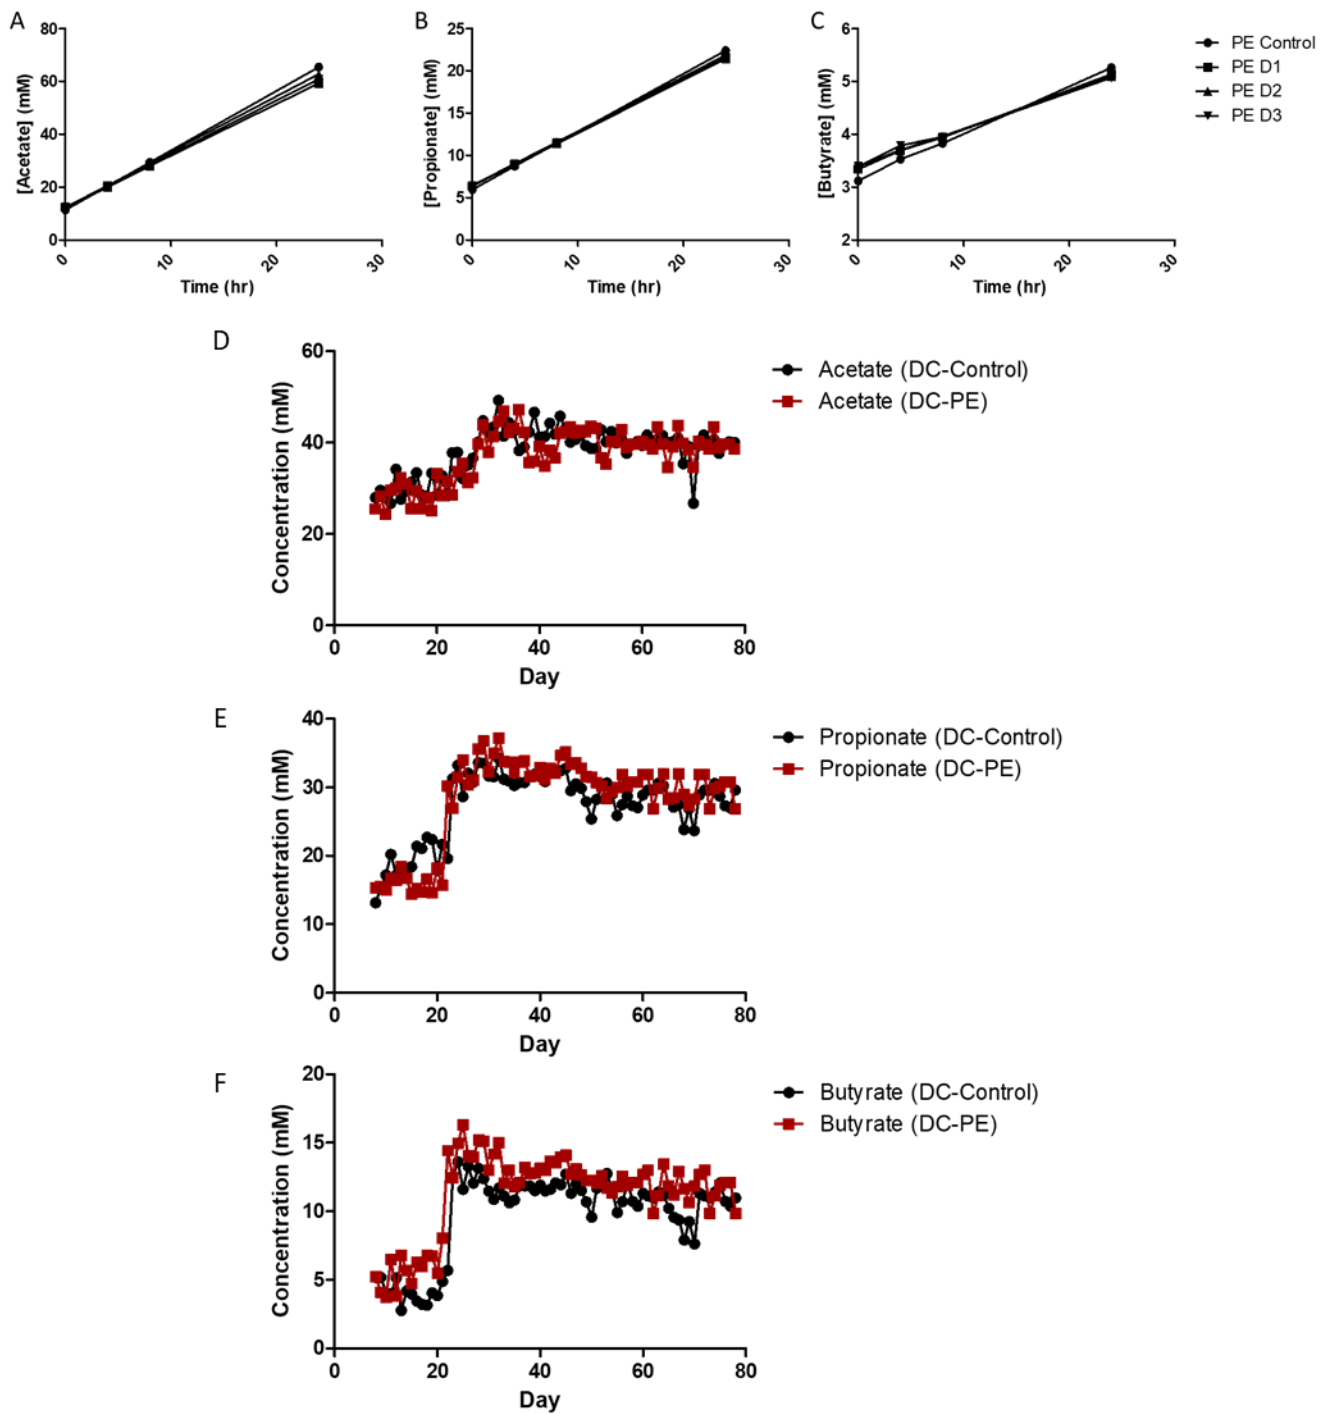 A
[Acetate] (mM)
80
60
40
20
0
0
10
20
30
Time (hr)
B
[Propionate] (mM)
25
20
15
10
5
0
0
10
20
30
Time (hr)
C
[Butyrate] (mM)
6
5
4
3
2
0
10
20
30
Time (hr)
PE Control
PE D1
PE D2
PE D3
D
Concentration (mM)
60
40
20
0
0
20
40
60
80
Day
Acetate (DC-Control)
Acetate (DC-PE)
E
Concentration (mM)
40
30
20
10
0
0
20
40
60
80
Day
Propionate (DC-Control)
Propionate (DC-PE)
F
Concentration (mM)
20
15
10
5
0
0
20
40
60
80
Day
Butyrate (DC-Control)
Butyrate (DC-PE)